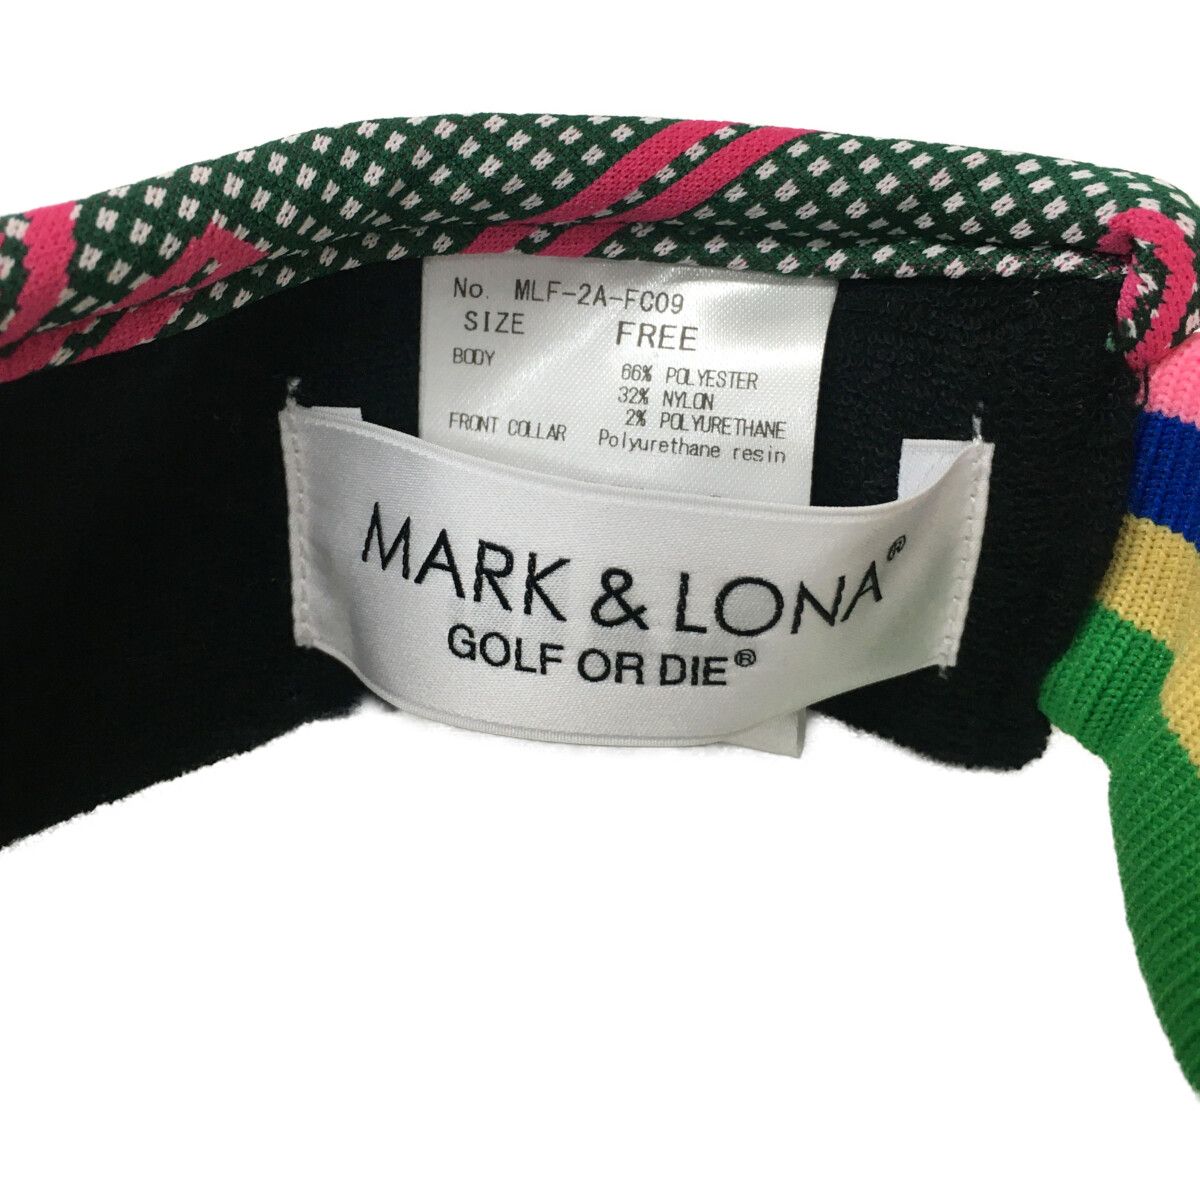 No. MLF-2A-FC09
SIZE FREE
BODY
66% POLYESTER
32% NYLON
2% POLYURETHANE
FRONT COLLAR Polyurethane resin
MARK & LONA®
GOLF OR DIE®